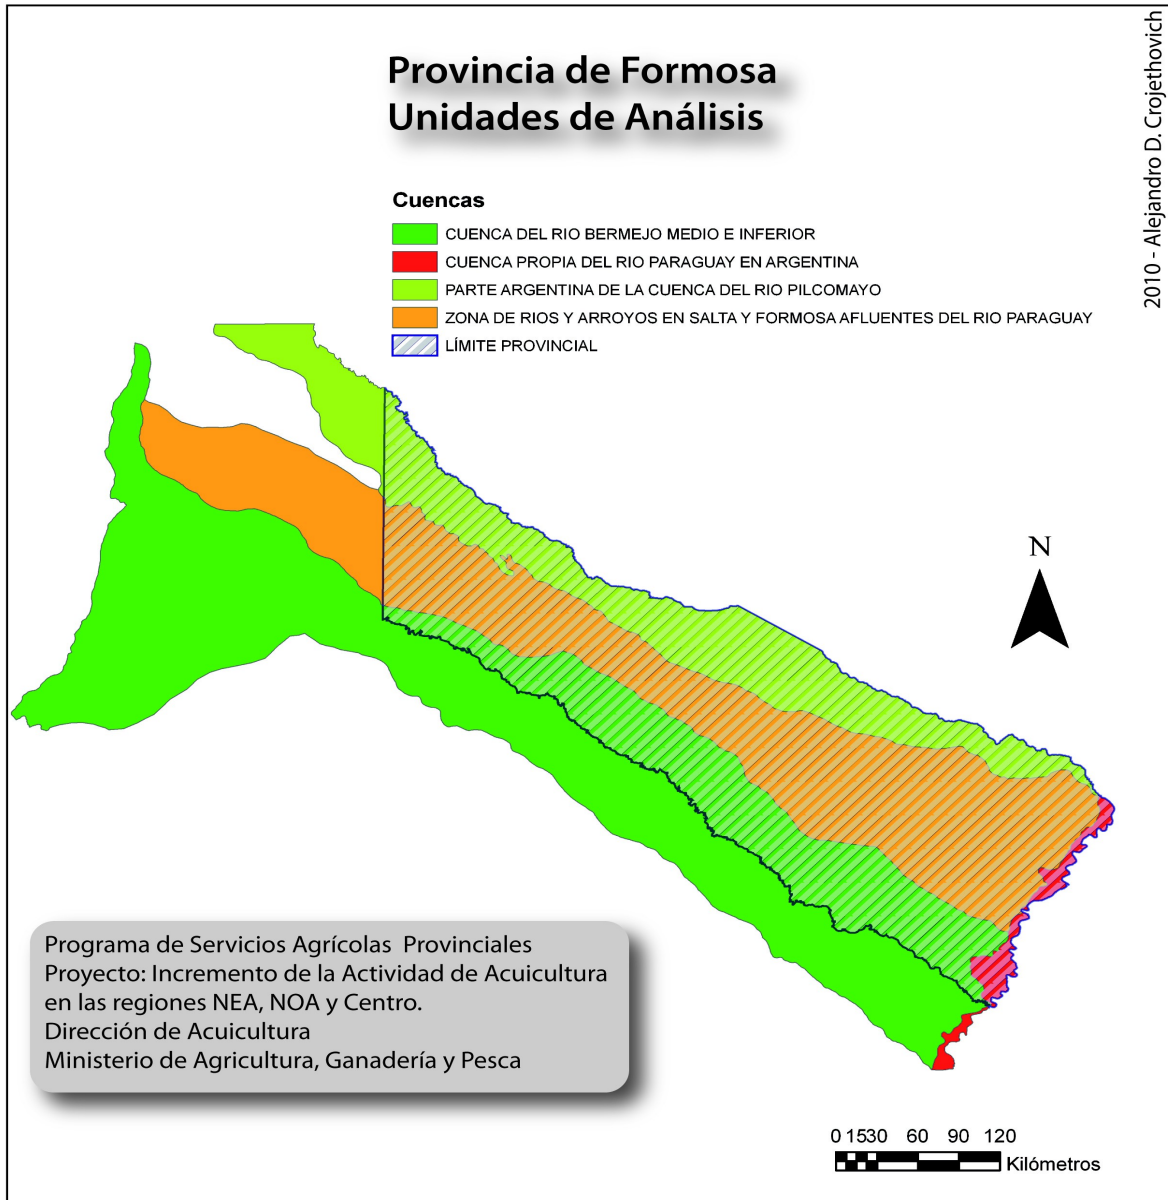 Provincia de Formosa
Unidades de Análisis
2010 - Alejandro D. Crojethovich
Cuencas
CUENCA DEL RIO BERMEJO MEDIO E INFERIOR
CUENCA PROPIA DEL RIO PARAGUAY EN ARGENTINA
PARTE ARGENTINA DE LA CUENCA DEL RIO PILCOMAYO
ZONA DE RIOS Y ARROYOS EN SALTA Y FORMOSA AFLUENTES DEL RIO PARAGUAY
LÍMITE PROVINCIAL
N
Programa de Servicios Agrícolas Provinciales
Proyecto: Incremento de la Actividad de Acuicultura
en las regiones NEA, NOA y Centro.
Dirección de Acuicultura
Ministerio de Agricultura, Ganadería y Pesca
0 15 30 60 90 120
Kilómetros